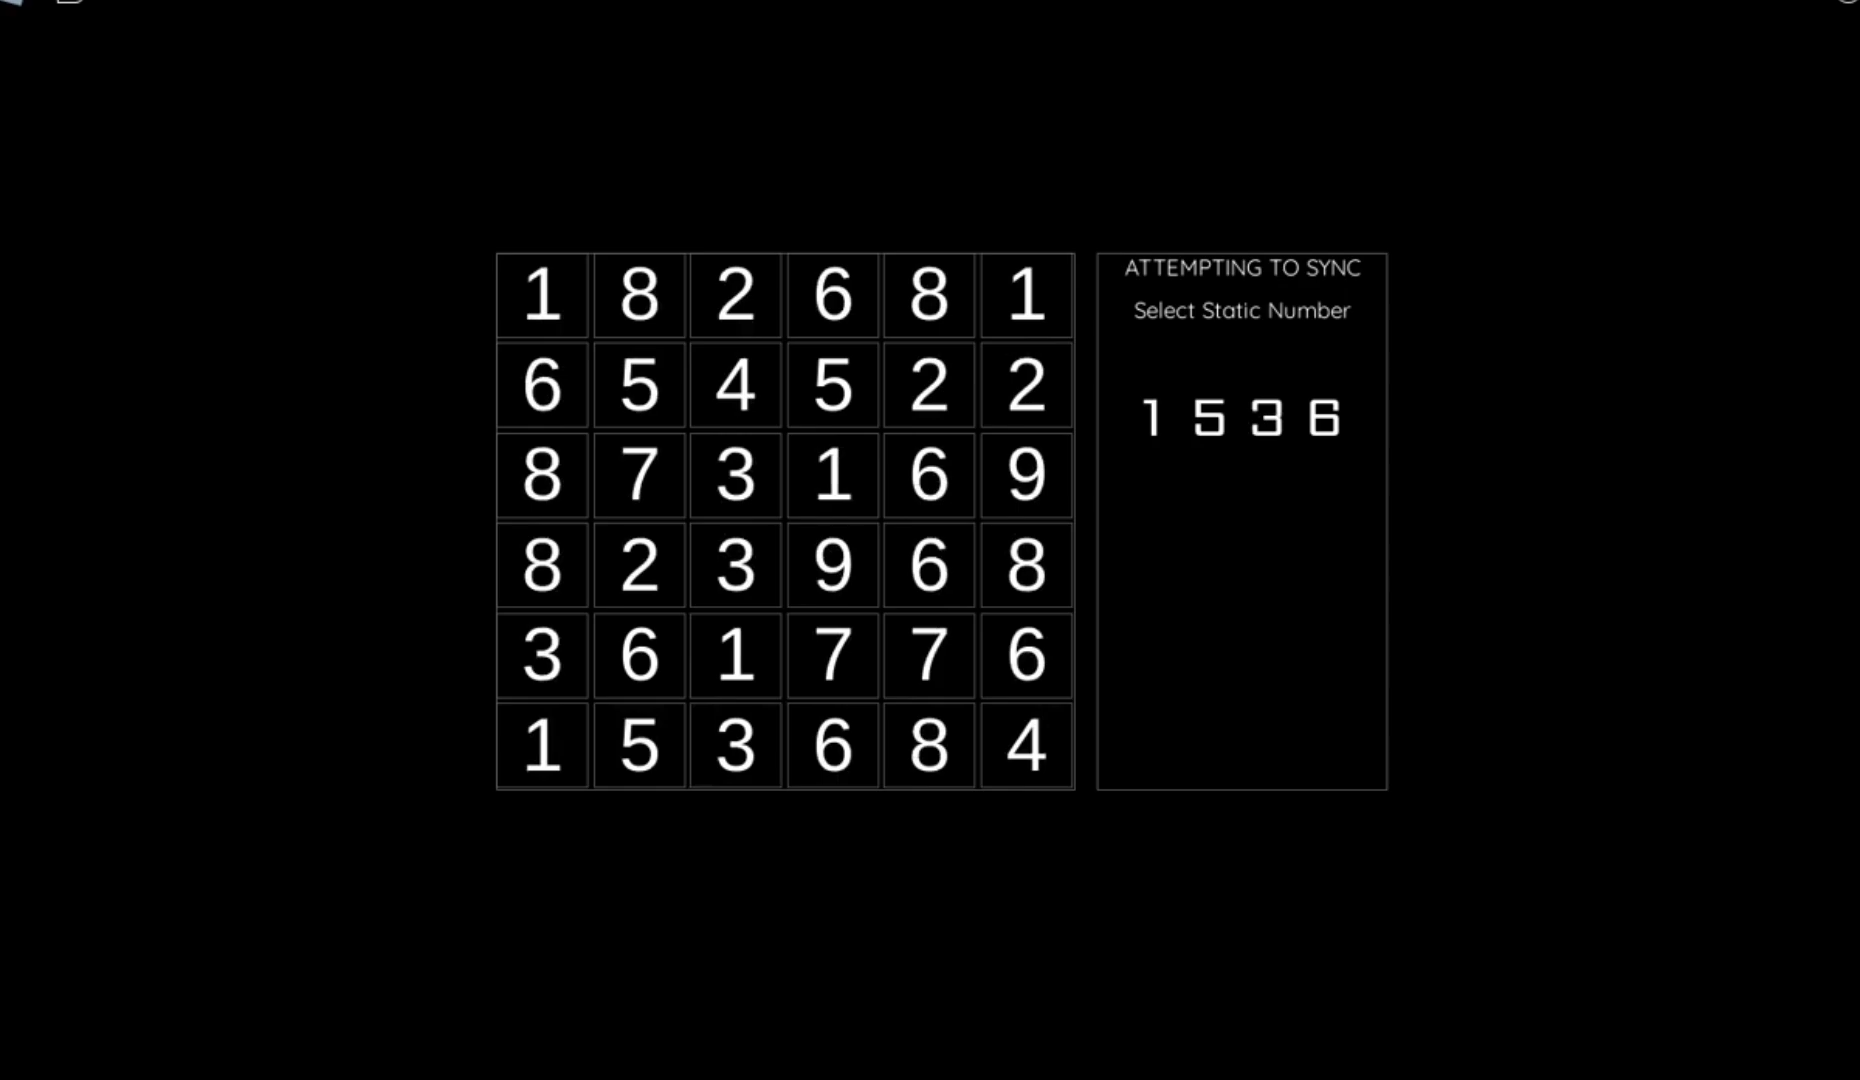 1 8 2 6 8 1
6 5 4 5 2 2
8 7 3 1 6 9
8 2 3 9 6 8
3 6 1 7 7 6
1 5 3 6 8 4
ATTEMPTING TO SYNC
Select Static Number
1 5 3 6